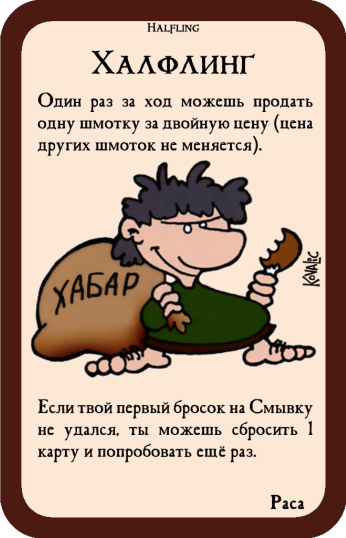 Halfling
Халфлинг
Один раз за ход можешь продать
одну шмотку за двойную цену (цена
других шмоток не меняется).
ХАБАР
KOVALIC
Если твой первый бросок на Смывку
не удался, ты можешь сбросить 1
карту и попробовать ещё раз.
Раса